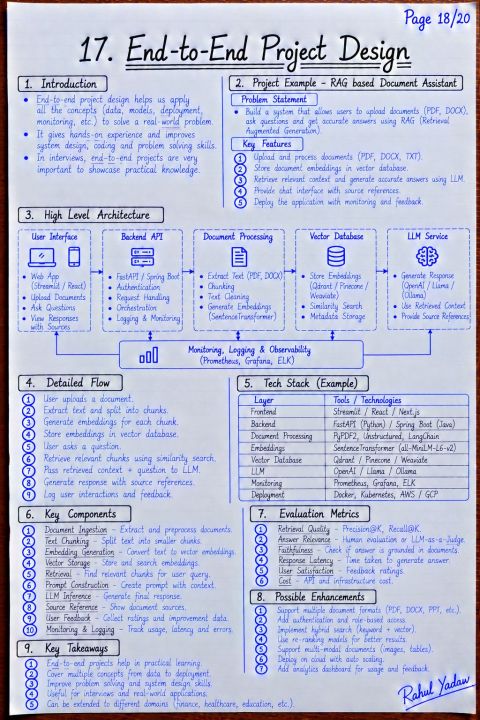 Page 18/20
17. End-to-End Project Design
1. Introduction
• End-to-end project design helps us apply
all the concepts (data, models, deployment,
monitoring, etc.) to solve a real-world problem.
• It gives hands-on experience and improves
system design, coding and problem solving skills.
• In interviews, end-to-end projects are very
important to showcase practical knowledge.
2. Project Example - RAG based Document Assistant
Problem Statement
• Build a system that allows users to upload documents (PDF, DOCX),
ask questions and get accurate answers using RAG (Retrieval
Augmented Generation).
Key Features
1 Upload and process documents (PDF, DOCX, TXT).
2 Store document embeddings in vector database.
3 Retrieve relevant context and generate accurate answers using LLM.
4 Provide chat interface with source references.
5 Deploy the application with monitoring and feedback.
3. High Level Architecture
User Interface
• Web App
(Streamlit / React)
• Upload Documents
• Ask Questions
• View Responses
with Sources
Backend API
• FastAPI / Spring Boot
• Authentication
• Request Handling
• Orchestration
• Logging & Monitoring
Document Processing
• Extract Text (PDF, DOCX)
• Chunking
• Text Cleaning
• Generate Embeddings
(SentenceTransformer)
Vector Database
• Store Embeddings
(Qdrant / Pinecone /
Weaviate)
• Similarity Search
• Metadata Storage
LLM Service
• Generate Response
(OpenAI / Llama /
Ollama)
• Use Retrieved Context
• Provide Source References
Monitoring, Logging & Observability
(Prometheus, Grafana, ELK)
4. Detailed Flow
1 User uploads a document.
2 Extract text and split into chunks.
3 Generate embeddings for each chunk.
4 Store embeddings in vector database.
5 User asks a question.
6 Retrieve relevant chunks using similarity search.
7 Pass retrieved context + question to LLM.
8 Generate response with source references.
9 Log user interactions and feedback.
5. Tech Stack (Example)
Layer Tools / Technologies
Frontend Streamlit / React / Next.js
Backend FastAPI (Python) / Spring Boot (Java)
Document Processing PyPDF2, Unstructured, LangChain
Embeddings SentenceTransformer (all-MiniLM-L6-v2)
Vector Database Qdrant / Pinecone / Weaviate
LLM OpenAI / Llama / Ollama
Monitoring Prometheus, Grafana, ELK
Deployment Docker, Kubernetes, AWS / GCP
6. Key Components
1 Document Ingestion - Extract and preprocess documents.
2 Text Chunking - Split text into smaller chunks.
3 Embedding Generation - Convert text to vector embeddings.
4 Vector Storage - Store and search embeddings.
5 Retrieval - Find relevant chunks for user query.
6 Prompt Construction - Create prompt with context.
7 LLM Inference - Generate final response.
8 Source Reference - Show document sources.
9 User Feedback - Collect ratings and improvement data.
10 Monitoring & Logging - Track usage, latency and errors.
7. Evaluation Metrics
1 Retrieval Quality - Precision@K, Recall@K.
2 Answer Relevance - Human evaluation or LLM-as-a-Judge.
3 Faithfulness - Check if answer is grounded in documents.
4 Response Latency - Time taken to generate answer.
5 User Satisfaction - Feedback ratings.
6 Cost - API and infrastructure cost.
8. Possible Enhancements
1 Support multiple document formats (PDF, DOCX, PPT, etc.).
2 Add authentication and role-based access.
3 Implement hybrid search (keyword + vector).
4 Use re-ranking models for better results.
5 Support multi-modal documents (images, tables).
6 Deploy on cloud with auto scaling.
7 Add analytics dashboard for usage and feedback.
9. Key Takeaways
1 End-to-end projects help in practical learning.
2 Cover multiple concepts from data to deployment.
3 Improve problem solving and system design skills.
4 Useful for interviews and real-world applications.
5 Can be extended to different domains (finance, healthcare, education, etc.).
Rahul Yadav